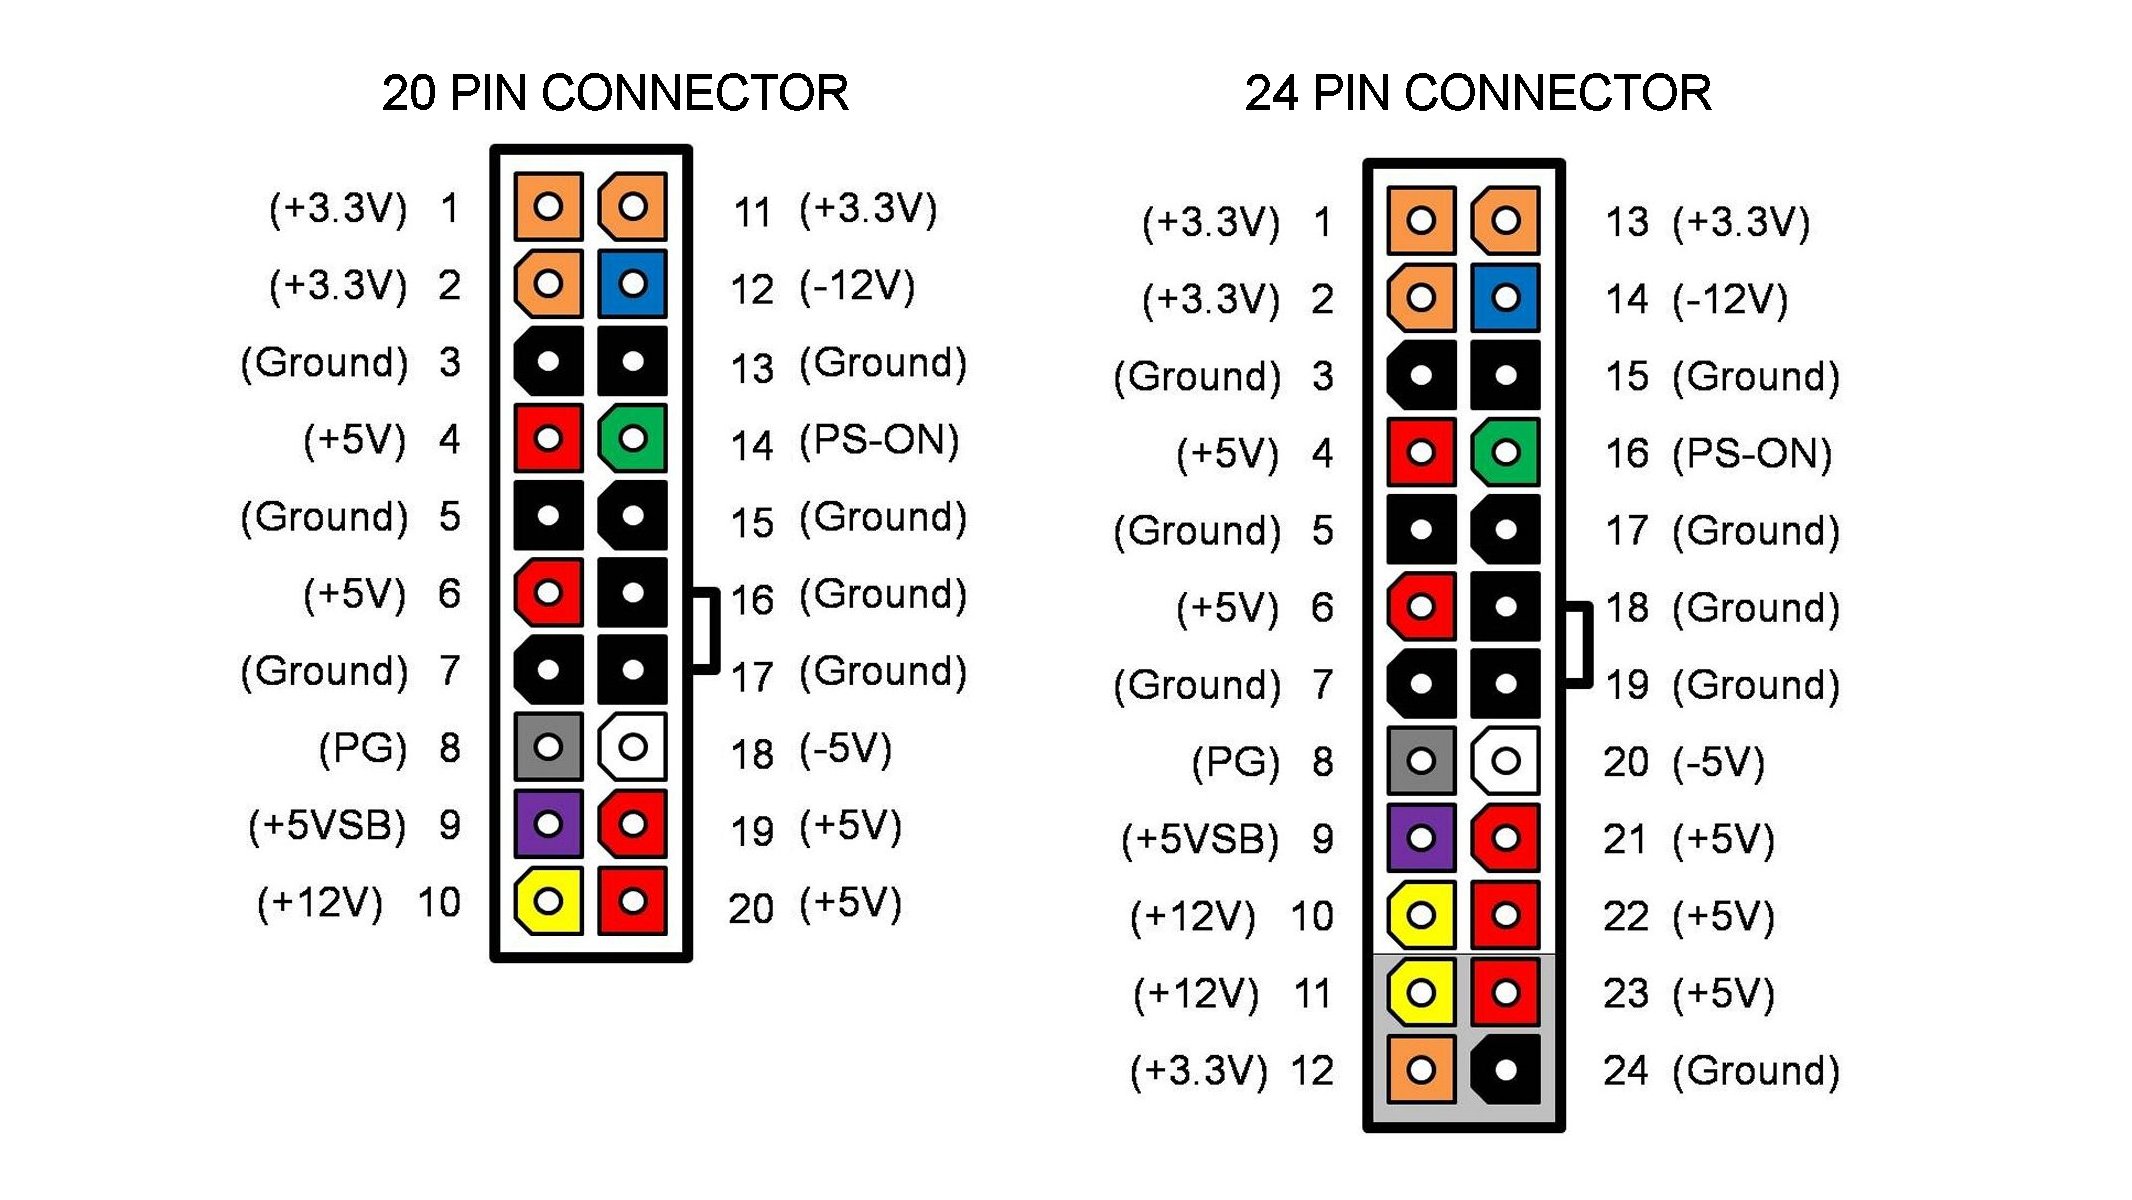 20 PIN CONNECTOR
(+3.3V) 1 11 (+3.3V)
(+3.3V) 2 12 (-12V)
(Ground) 3 13 (Ground)
(+5V) 4 14 (PS-ON)
(Ground) 5 15 (Ground)
(+5V) 6 16 (Ground)
(Ground) 7 17 (Ground)
(PG) 8 18 (-5V)
(+5VSB) 9 19 (+5V)
(+12V) 10 20 (+5V)
24 PIN CONNECTOR
(+3.3V) 1 13 (+3.3V)
(+3.3V) 2 14 (-12V)
(Ground) 3 15 (Ground)
(+5V) 4 16 (PS-ON)
(Ground) 5 17 (Ground)
(+5V) 6 18 (Ground)
(Ground) 7 19 (Ground)
(PG) 8 20 (-5V)
(+5VSB) 9 21 (+5V)
(+12V) 10 22 (+5V)
(+12V) 11 23 (+5V)
(+3.3V) 12 24 (Ground)